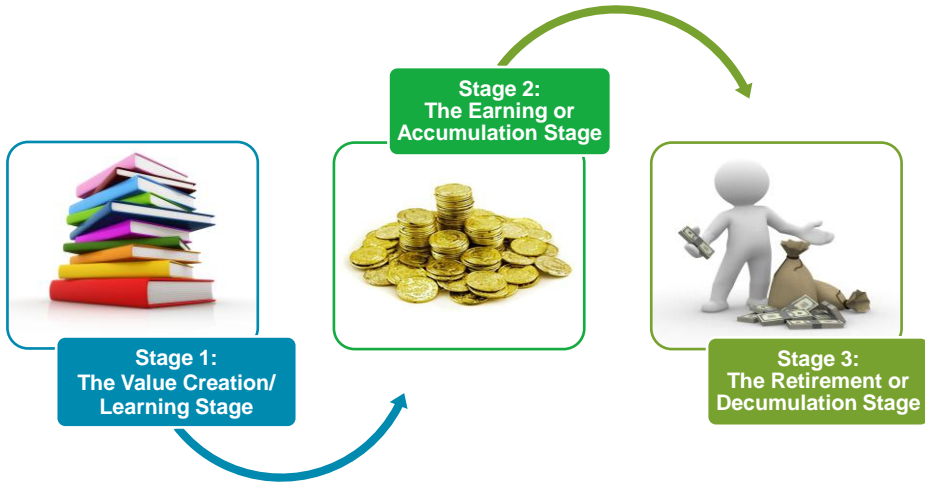 Stage 1:
The Value Creation/
Learning Stage
Stage 2:
The Earning or
Accumulation Stage
Stage 3:
The Retirement or
Decumulation Stage